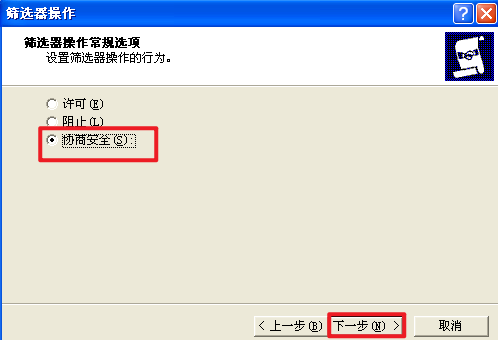 筛选器操作
筛选器操作常规选项
设置筛选器操作的行为。
许可(E)
阻止(L)
协商安全(S):
< 上一步(B)
下一步(N) >
取消